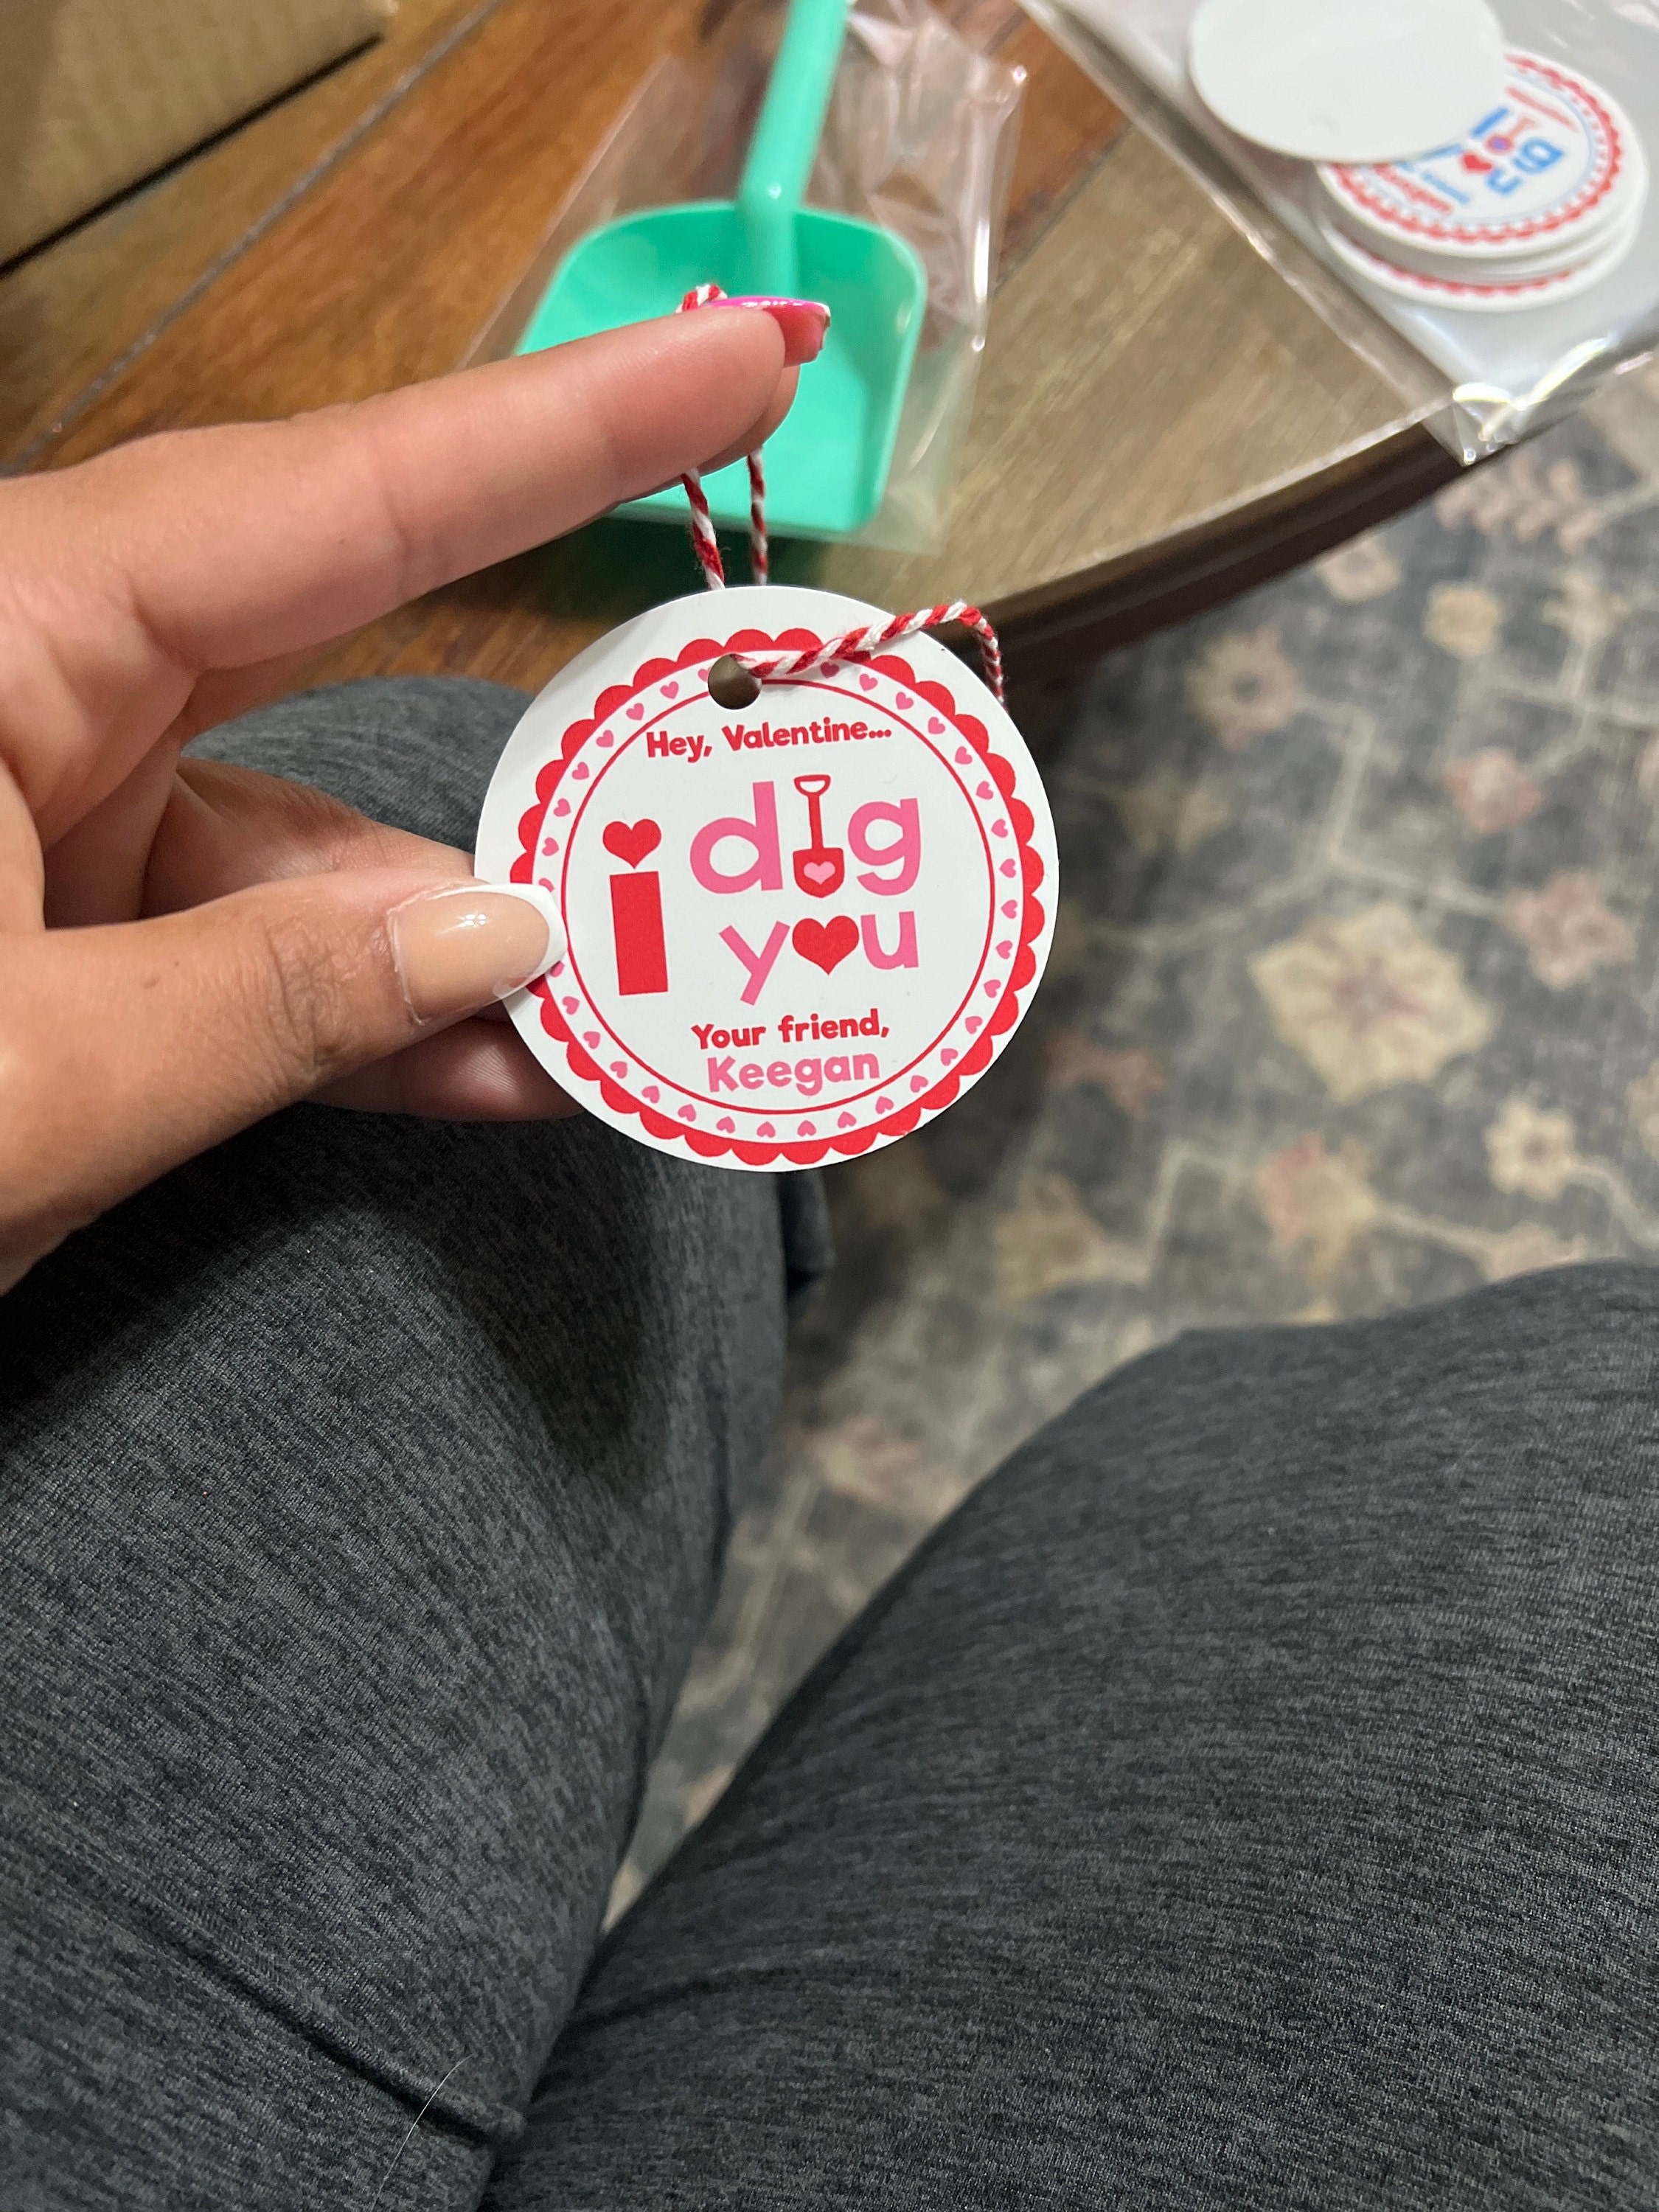 Hey, Valentine...
i dig
you
Your friend,
Keegan